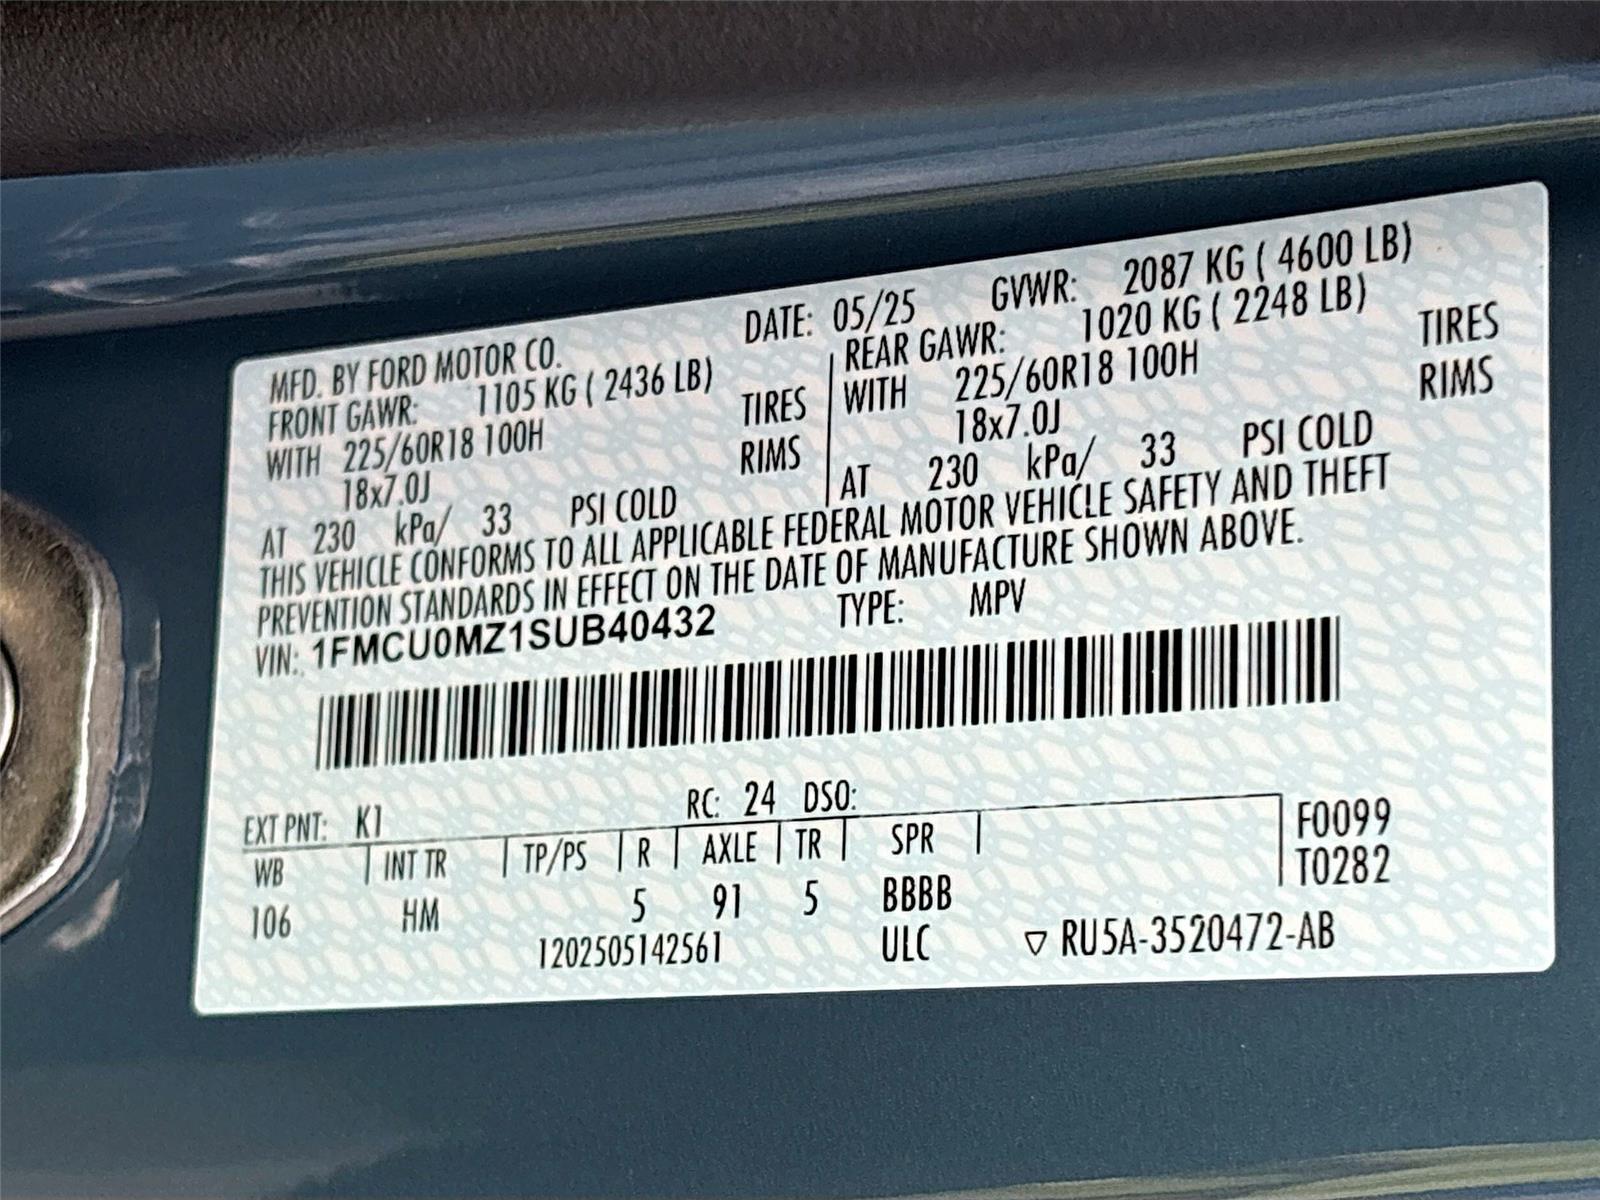 MFD. BY FORD MOTOR CO. DATE: 05/25 GVWR: 2087 KG ( 4600 LB)
FRONT GAWR: 1105 KG ( 2436 LB) REAR GAWR: 1020 KG ( 2248 LB)
WITH 225/60R18 100H TIRES WITH 225/60R18 100H TIRES
18x7.0J RIMS 18x7.0J RIMS
AT 230 kPa/ 33 PSI COLD AT 230 kPa/ 33 PSI COLD
THIS VEHICLE CONFORMS TO ALL APPLICABLE FEDERAL MOTOR VEHICLE SAFETY AND THEFT
PREVENTION STANDARDS IN EFFECT ON THE DATE OF MANUFACTURE SHOWN ABOVE.
VIN: 1FMCU0MZ1SUB40432 TYPE: MPV
EXT PNT: K1 RC: 24 DSO:
WB INT TR TP/PS R AXLE TR SPR F0099
106 HM 5 91 5 BBBB T0282
1202505142561 ULC ▽ RU5A-3520472-AB